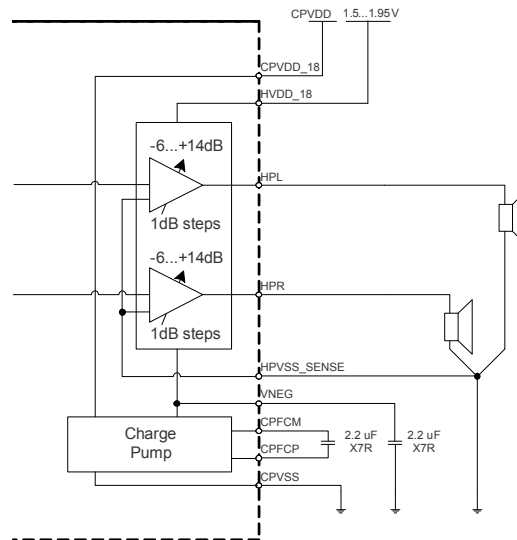 CPVDD 1.5...1.95V
CPVDD_18
HVDD_18
-6...+14dB
HPL
1dB steps
-6...+14dB
HPR
1dB steps
HPVSS_SENSE
VNEG
CPFCM
Charge
Pump
2.2 uF
X7R
2.2 uF
X7R
CPFCP
CPVSS